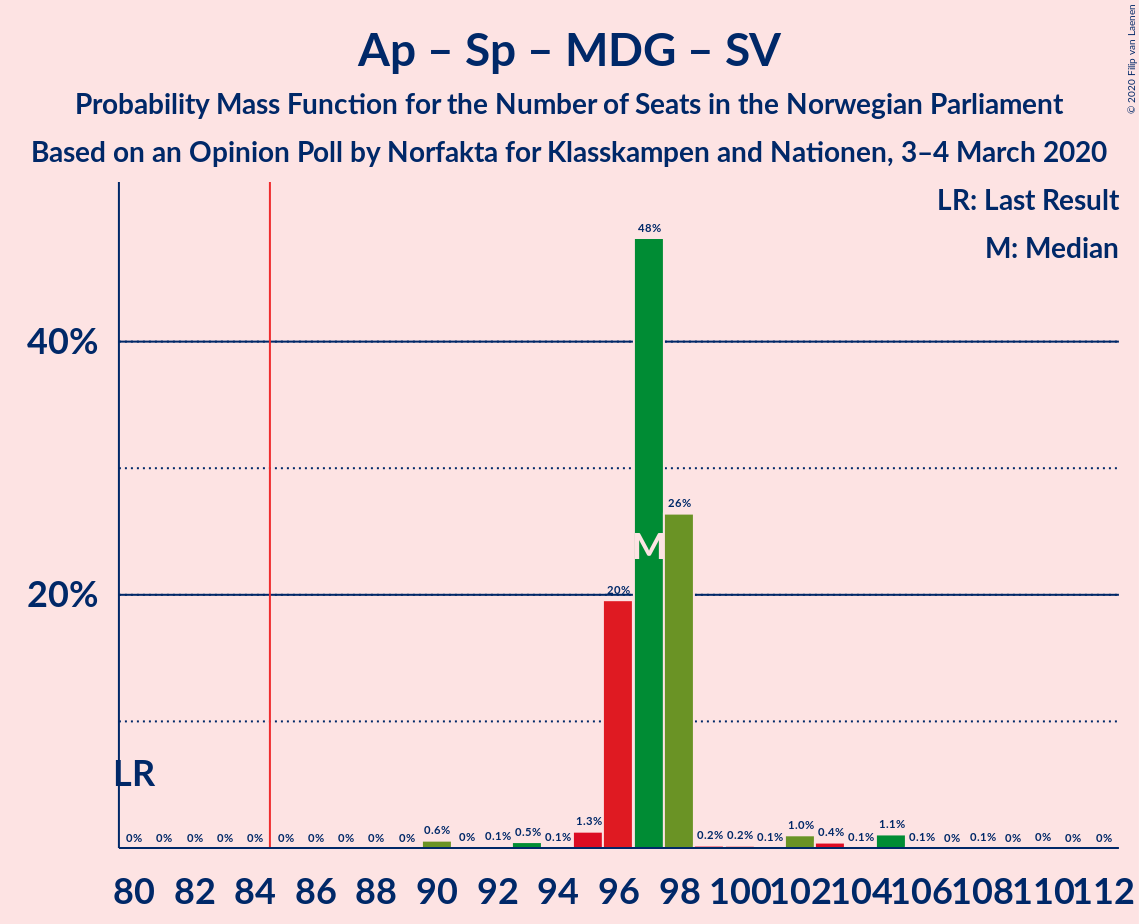 Ap – Sp – MDG – SV
Probability Mass Function for the Number of Seats in the Norwegian Parliament
Based on an Opinion Poll by Norfakta for Klasskampen and Nationen, 3–4 March 2020
© 2020 Filip van Laenen
LR: Last Result
M: Median
48%
40%
26%
M
20%
20%
LR
0% 0% 0% 0% 0% 0% 0% 0% 0% 0% 0.6% 0% 0.1% 0.5% 0.1% 1.3% 0.2% 0.2% 0.1% 1.0% 0.4% 0.1% 1.1% 0.1% 0% 0.1% 0% 0% 0% 0%
80 82 84 86 88 90 92 94 96 98 100 102 104 106 108 110 112